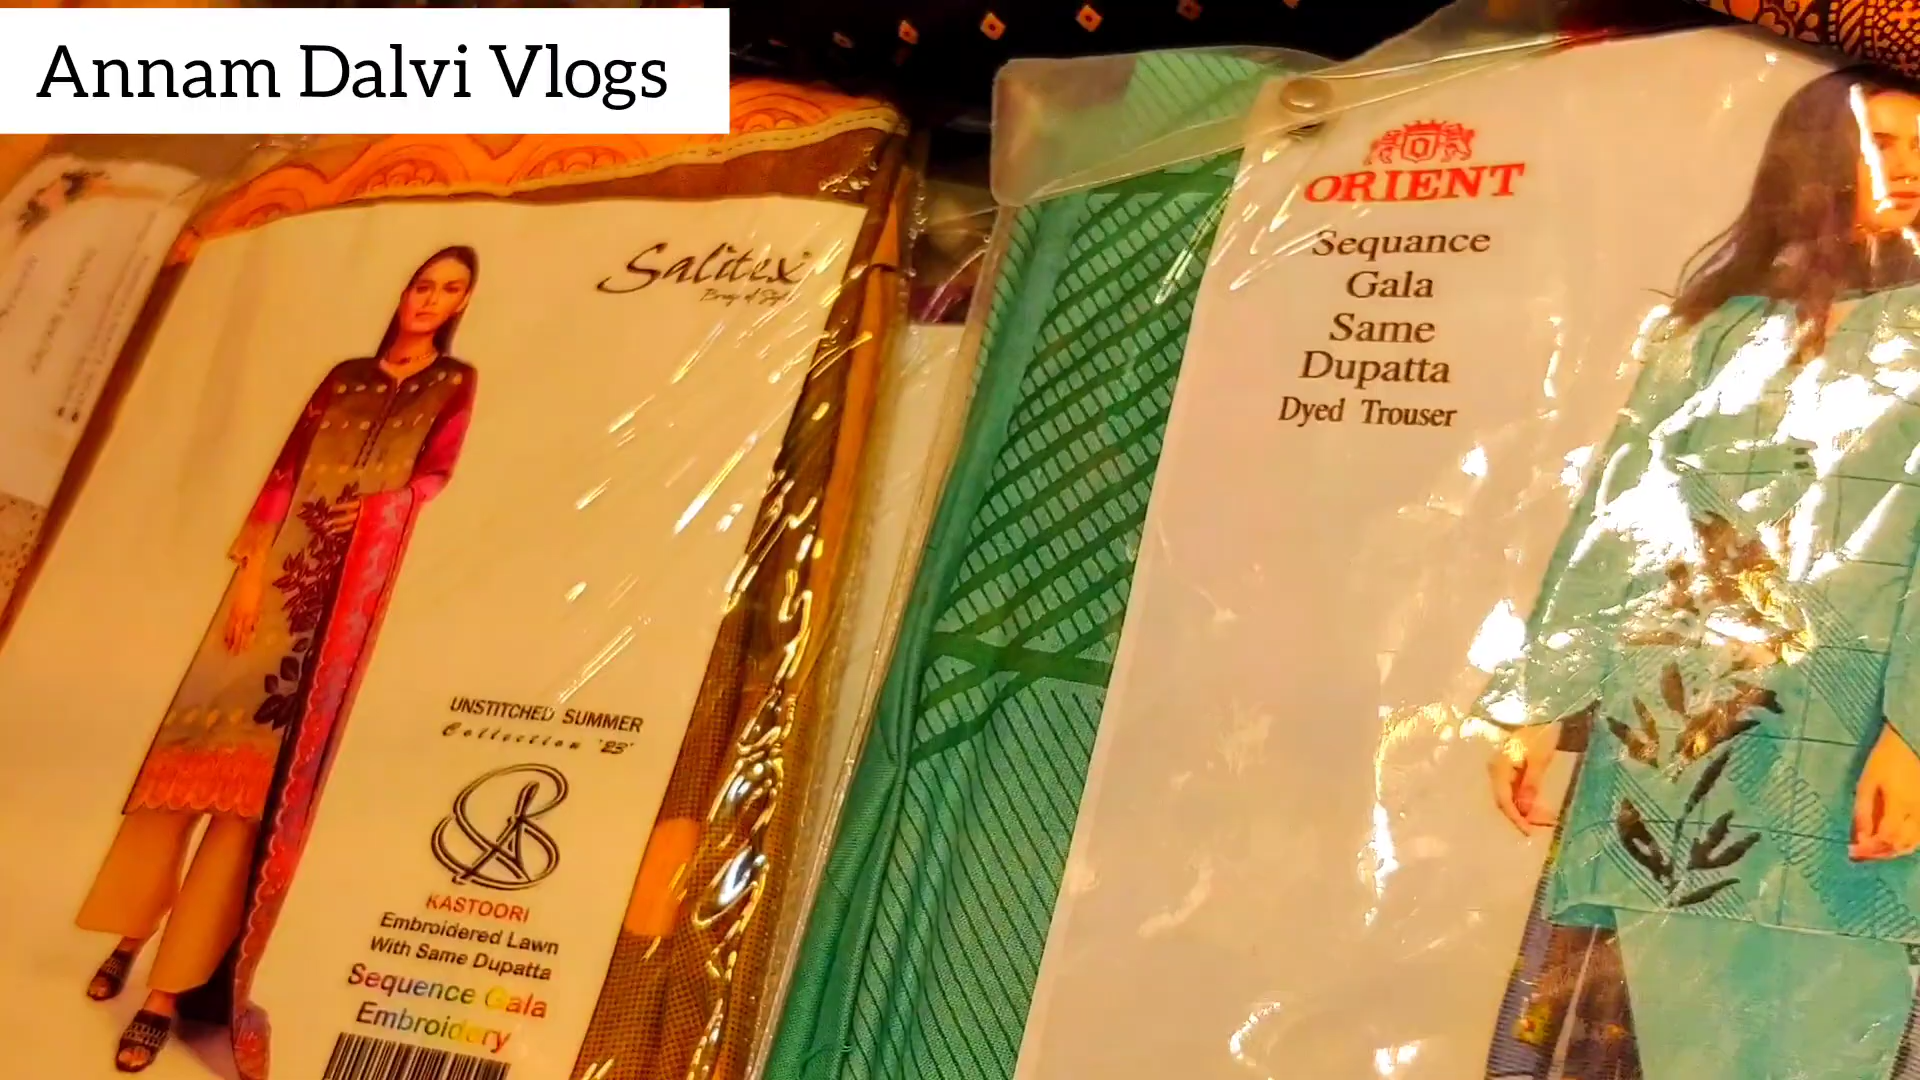 Annam Dalvi Vlogs
Salitex
UNSTITCHED SUMMER
Collection '23'
KASTOORI
Embroidered Lawn
With Same Dupatta
Sequence Gala
Embroidery
ORIENT
Sequance
Gala
Same
Dupatta
Dyed Trouser